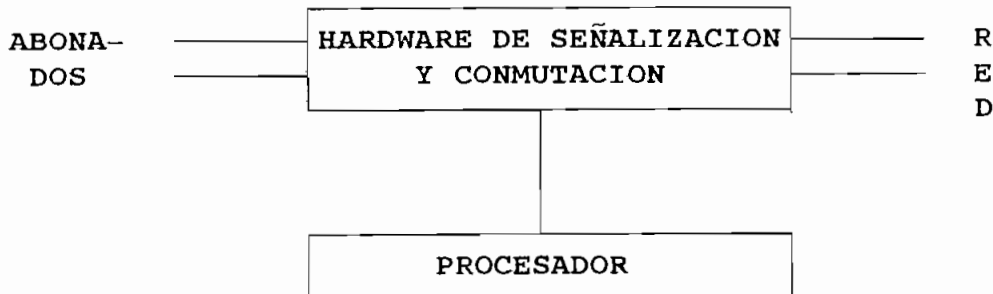 ABONA-
DOS
HARDWARE DE SEÑALIZACION
Y CONMUTACION
R
E
D
PROCESADOR